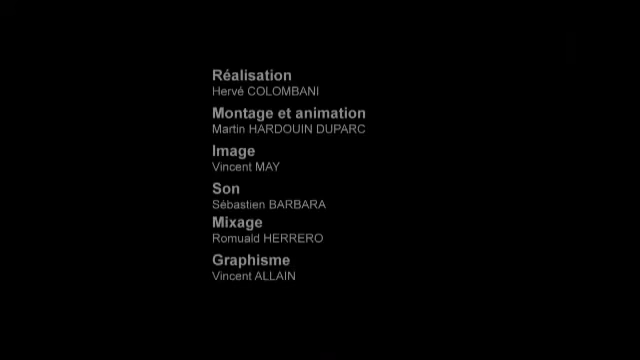 Réalisation
Hervé COLOMBANI
Montage et animation
Martin HARDOUIN DUPARC
Image
Vincent MAY
Son
Sébastien BARBARA
Mixage
Romuald HERRERO
Graphisme
Vincent ALLAIN